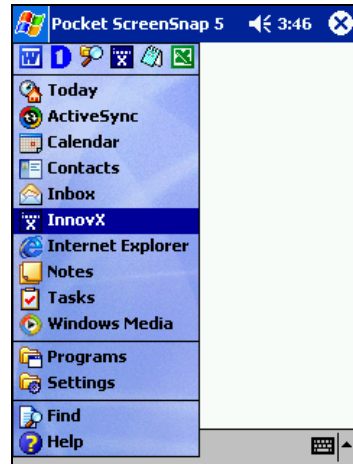 Pocket ScreenSnap 5 3:46
Today
ActiveSync
Calendar
Contacts
Inbox
InnovX
Internet Explorer
Notes
Tasks
Windows Media
Programs
Settings
Find
Help